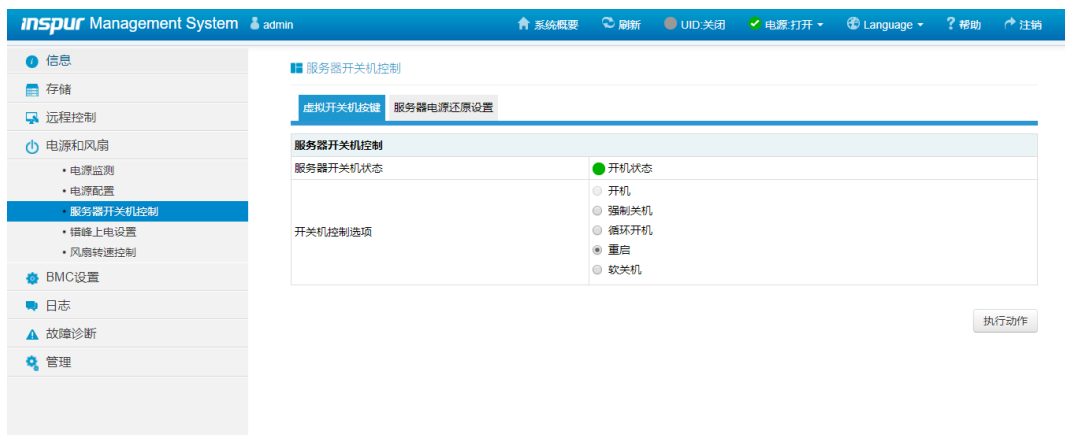 inspur Management System admin 系统概要 刷新 UID:关闭 电源:打开 Language 帮助 注销
信息
存储
远程控制
电源和风扇
• 电源监测
• 电源配置
• 服务器开关机控制
• 错峰上电设置
• 风扇转速控制
BMC设置
日志
故障诊断
管理
服务器开关机控制
虚拟开关机按键 服务器电源还原设置
服务器开关机控制
服务器开关机状态 开机状态
开关机控制选项
开机
强制关机
循环开机
重启
软关机
执行动作